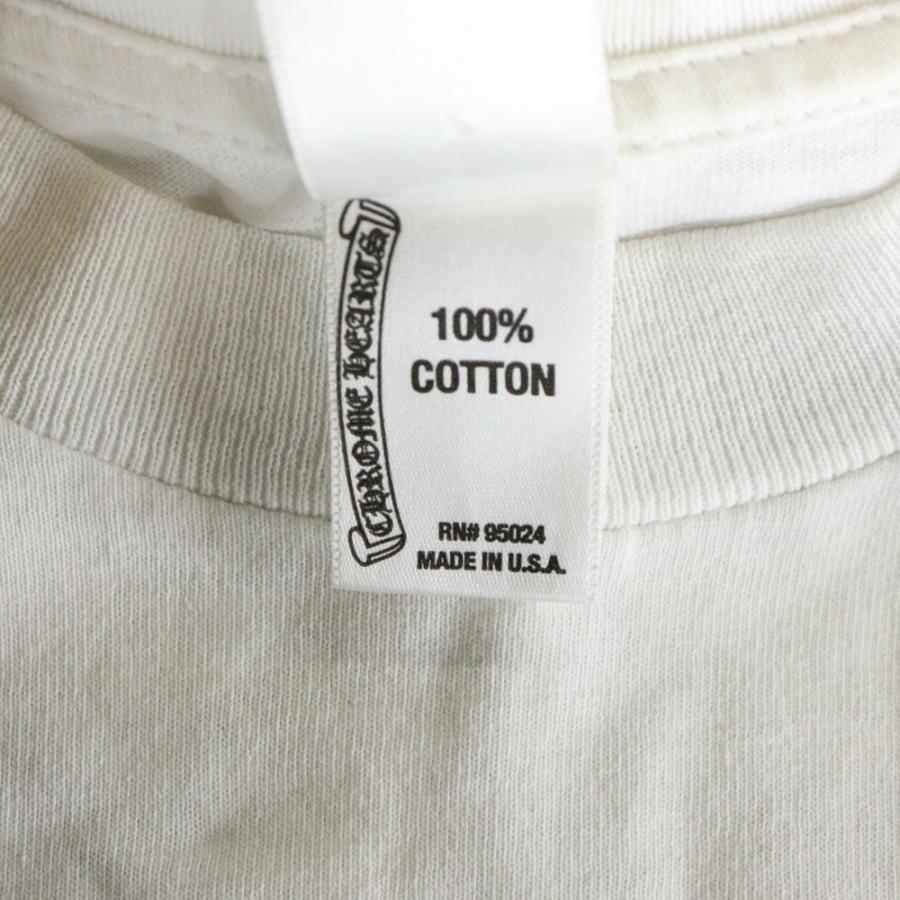 CHROME HEARTS
100%
COTTON
RN# 95024
MADE IN U.S.A.